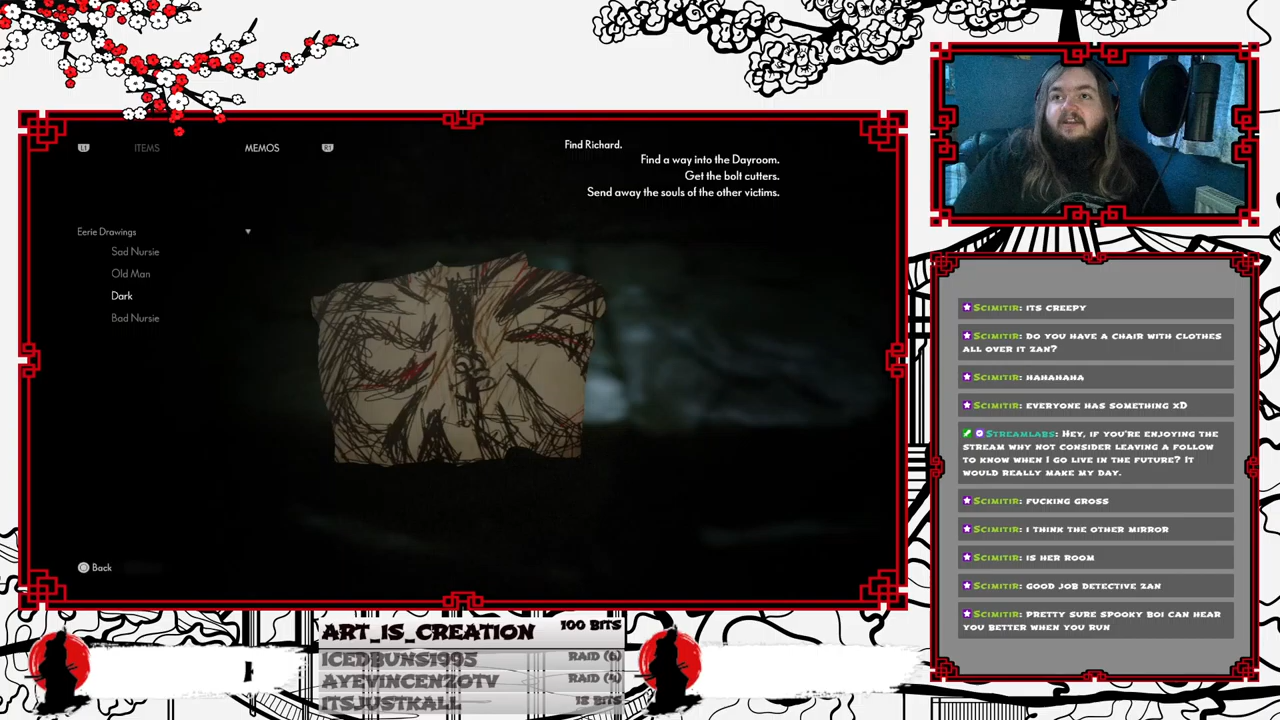 L1 ITEMS MEMOS R1
Find Richard.
Find a way into the Dayroom.
Get the bolt cutters.
Send away the souls of the other victims.
Eerie Drawings
Sad Nursie
Old Man
Dark
Bad Nursie
Back
SCIMITIR: ITS CREEPY
SCIMITIR: DO YOU HAVE A CHAIR WITH CLOTHES
ALL OVER IT ZAN?
SCIMITIR: HAHAHAHA
SCIMITIR: EVERYONE HAS SOMETHING XD
STREAMLABS: HEY, IF YOU'RE ENJOYING THE
STREAM WHY NOT CONSIDER LEAVING A FOLLOW
TO KNOW WHEN I GO LIVE IN THE FUTURE? IT
WOULD REALLY MAKE MY DAY.
SCIMITIR: FUCKING GROSS
SCIMITIR: I THINK THE OTHER MIRROR
SCIMITIR: IS HER ROOM
SCIMITIR: GOOD JOB DETECTIVE ZAN
SCIMITIR: PRETTY SURE SPOOKY BOI CAN HEAR
YOU BETTER WHEN YOU RUN
ART_IS_CREATION 100 BITS
ICEDBUNS1995 RAID (6)
AYEVINCENZOTV RAID (4)
ITSJUSTKALL 18 BITS